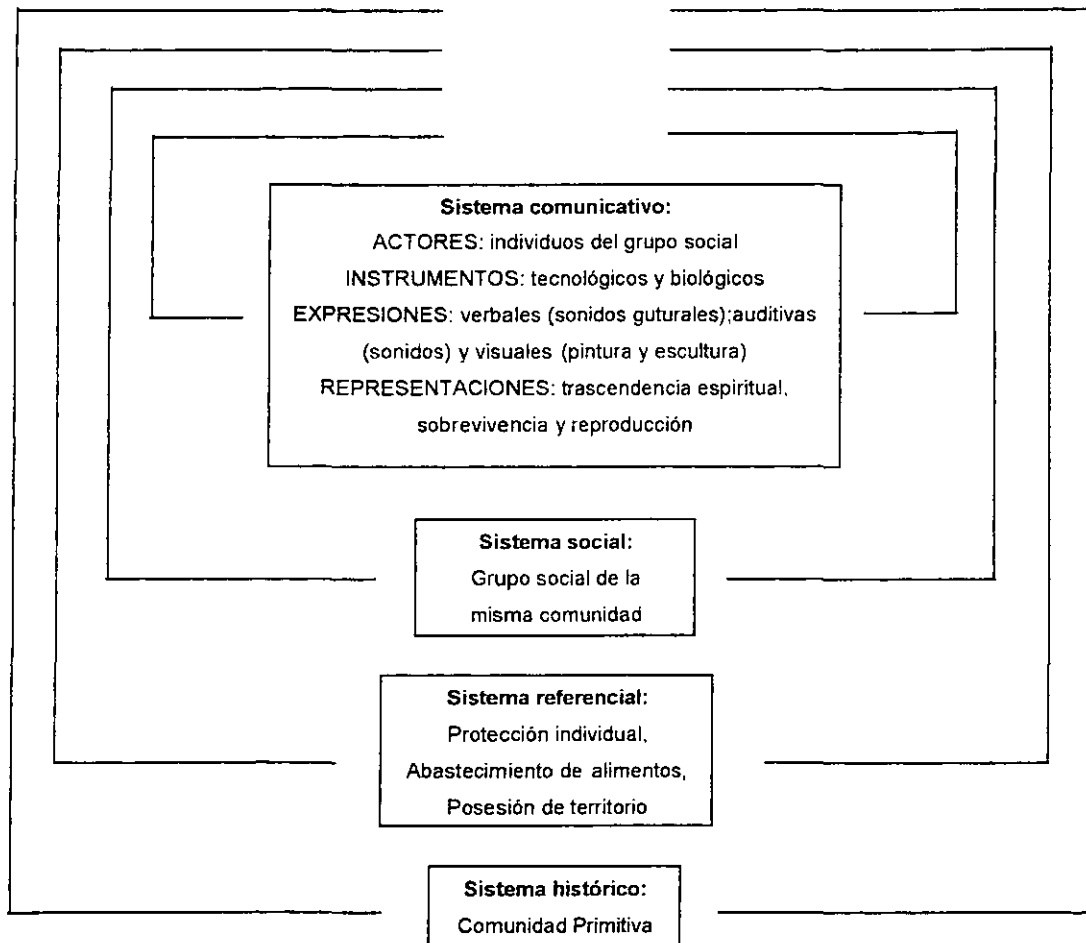 Sistema comunicativo:
ACTORES: individuos del grupo social
INSTRUMENTOS: tecnológicos y biológicos
EXPRESIONES: verbales (sonidos guturales);auditivas
(sonidos) y visuales (pintura y escultura)
REPRESENTACIONES: trascendencia espiritual,
sobrevivencia y reproducción
Sistema social:
Grupo social de la
misma comunidad
Sistema referencial:
Protección individual,
Abastecimiento de alimentos,
Posesión de territorio
Sistema histórico:
Comunidad Primitiva